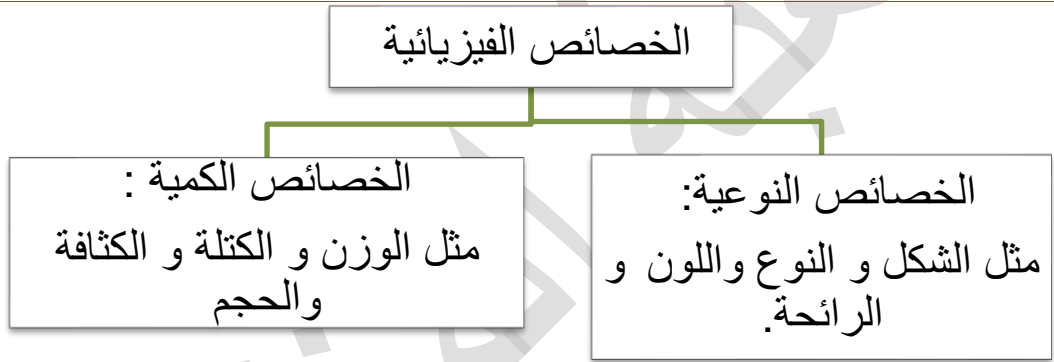 الخصائص الفيزيائية
الخصائص النوعية:
مثل الشكل و النوع واللون و
الرائحة.
الخصائص الكمية :
مثل الوزن و الكتلة و الكثافة
والحجم